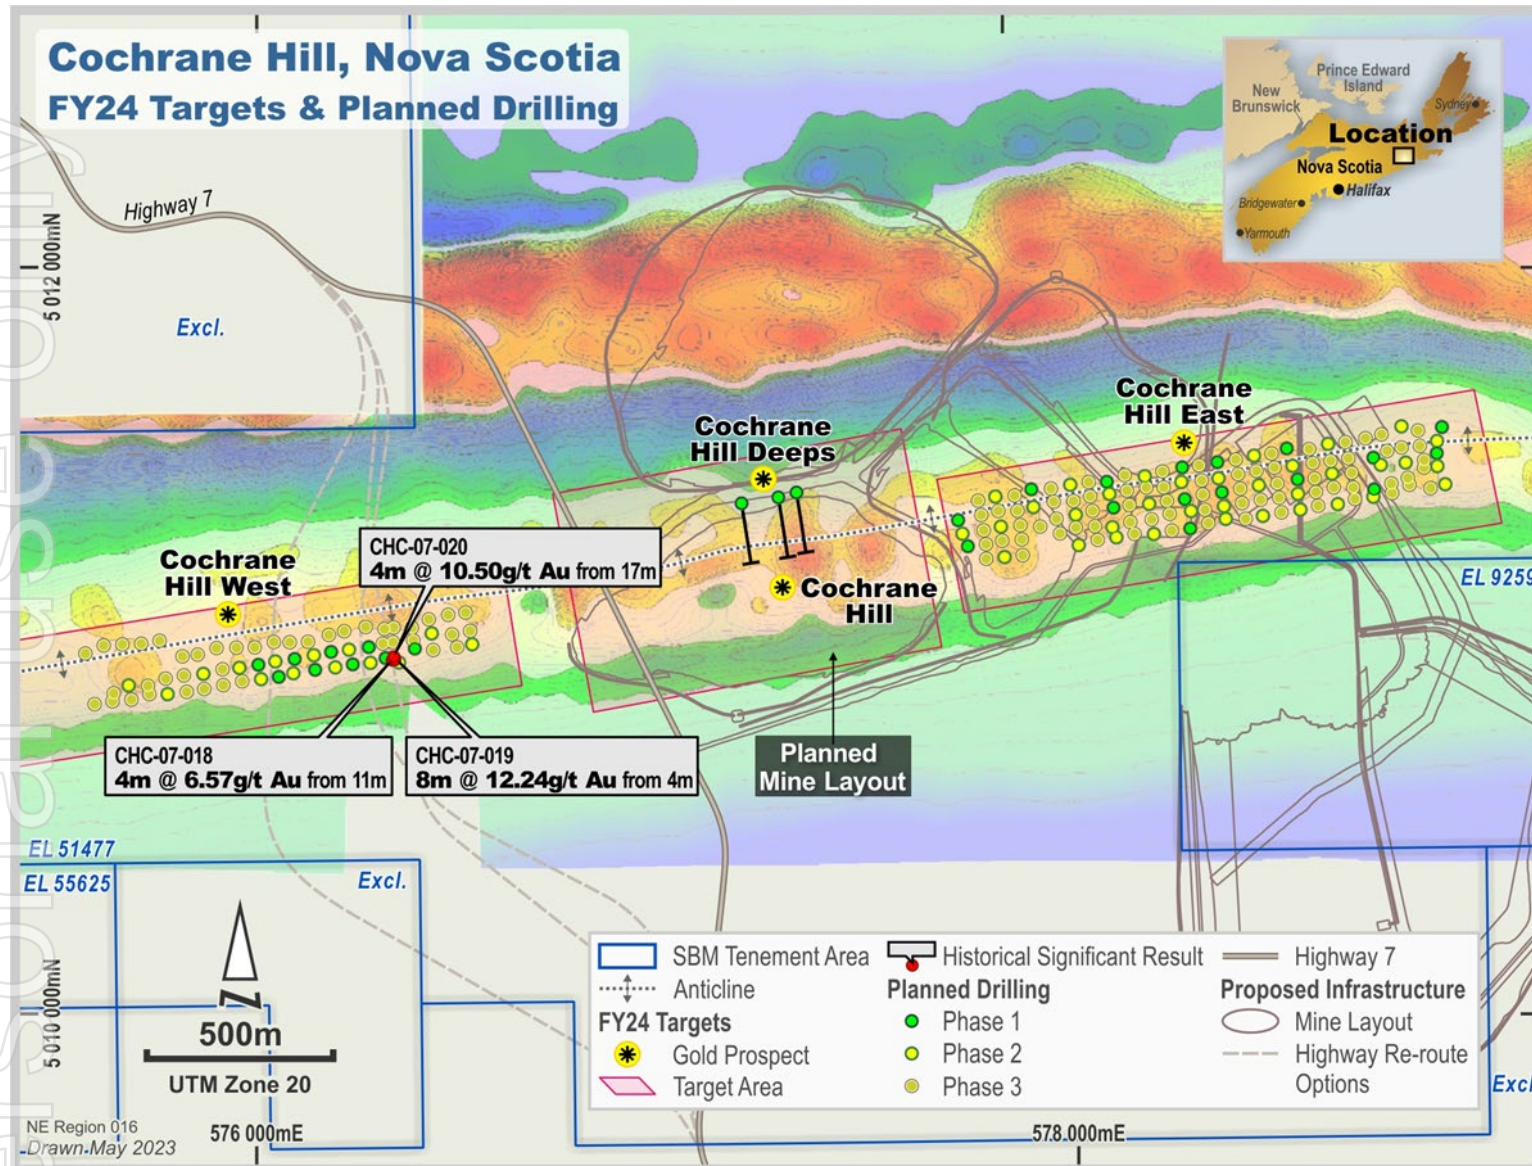 Cochrane Hill, Nova Scotia
FY24 Targets & Planned Drilling
New
Brunswick
Prince Edward
Island
Sydney
Location
Nova Scotia
Halifax
Bridgewater
Yarmouth
Highway 7
5 012 000mN
Excl.
Cochrane
Hill East
Cochrane
Hill Deeps
CHC-07-020
4m @ 10.50g/t Au from 17m
Cochrane
Hill West
Cochrane
Hill
EL 9259
CHC-07-018
4m @ 6.57g/t Au from 11m
CHC-07-019
8m @ 12.24g/t Au from 4m
Planned
Mine Layout
EL 51477
EL 55625
Excl.
5 010 000mN
N
500m
UTM Zone 20
SBM Tenement Area
Anticline
FY24 Targets
Gold Prospect
Target Area
Historical Significant Result
Planned Drilling
Phase 1
Phase 2
Phase 3
Highway 7
Proposed Infrastructure
Mine Layout
Highway Re-route
Options
Excl
NE Region 016
Drawn May 2023
576 000mE
578 000mE